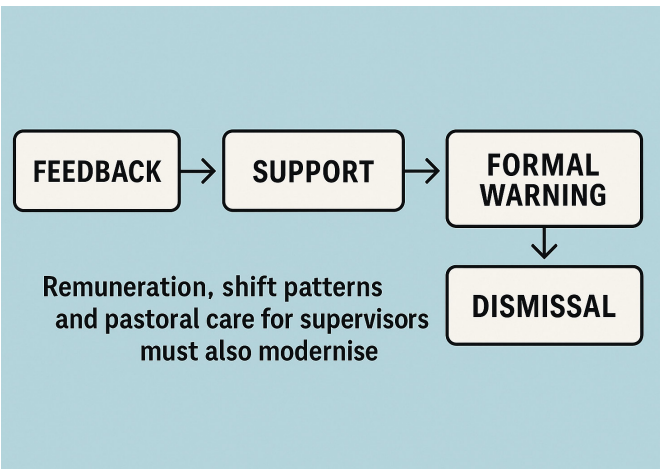 FEEDBACK
SUPPORT
FORMAL
WARNING
DISMISSAL
Remuneration, shift patterns
and pastoral care for supervisors
must also modernise